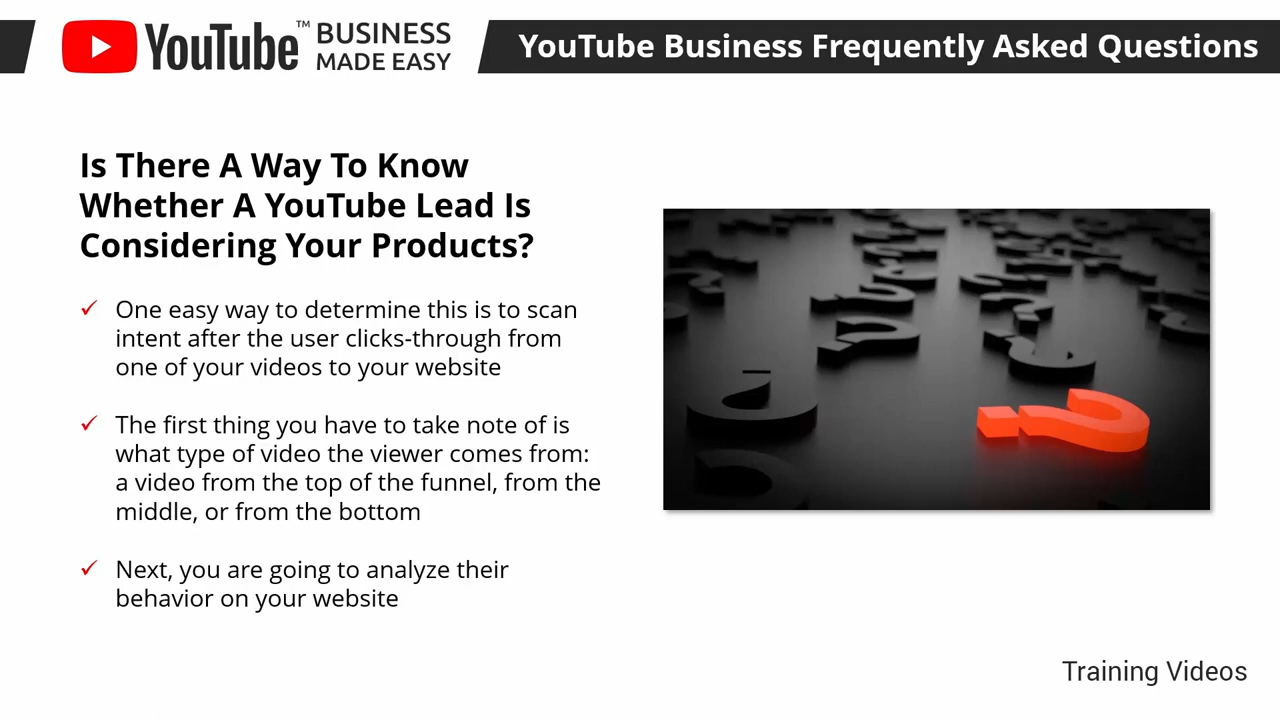 YouTube™ BUSINESS
MADE EASY
YouTube Business Frequently Asked Questions
Is There A Way To Know
Whether A YouTube Lead Is
Considering Your Products?
✓ One easy way to determine this is to scan
intent after the user clicks-through from
one of your videos to your website
✓ The first thing you have to take note of is
what type of video the viewer comes from:
a video from the top of the funnel, from the
middle, or from the bottom
✓ Next, you are going to analyze their
behavior on your website
Training Videos